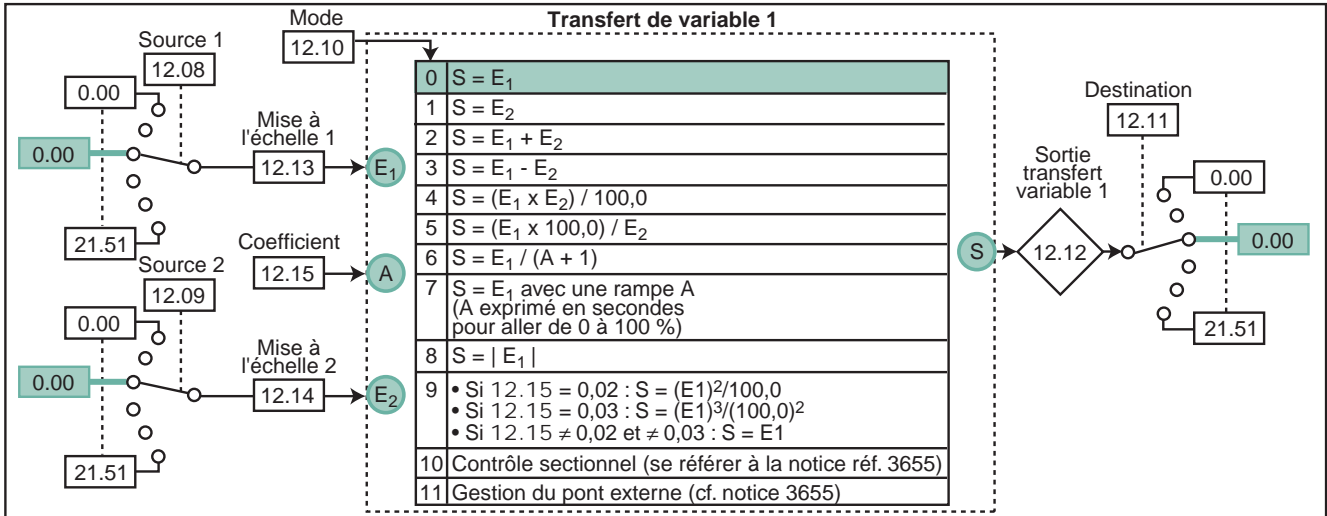 Transfert de variable 1
Mode
12.10
Source 1
12.08
0.00
0.00
21.51
Mise à
l'échelle 1
12.13
E1
Coefficient
12.15
A
Source 2
12.09
0.00
0.00
21.51
Mise à
l'échelle 2
12.14
E2
0 S = E1
1 S = E2
2 S = E1 + E2
3 S = E1 - E2
4 S = (E1 x E2) / 100,0
5 S = (E1 x 100,0) / E2
6 S = E1 / (A + 1)
7 S = E1 avec une rampe A
(A exprimé en secondes
pour aller de 0 à 100 %)
8 S = | E1 |
9 • Si 12.15 = 0,02 : S = (E1)²/100,0
• Si 12.15 = 0,03 : S = (E1)³/(100,0)²
• Si 12.15 ≠ 0,02 et ≠ 0,03 : S = E1
10 Contrôle sectionnel (se référer à la notice réf. 3655)
11 Gestion du pont externe (cf. notice 3655)
S
Sortie
transfert
variable 1
12.12
Destination
12.11
0.00
0.00
21.51